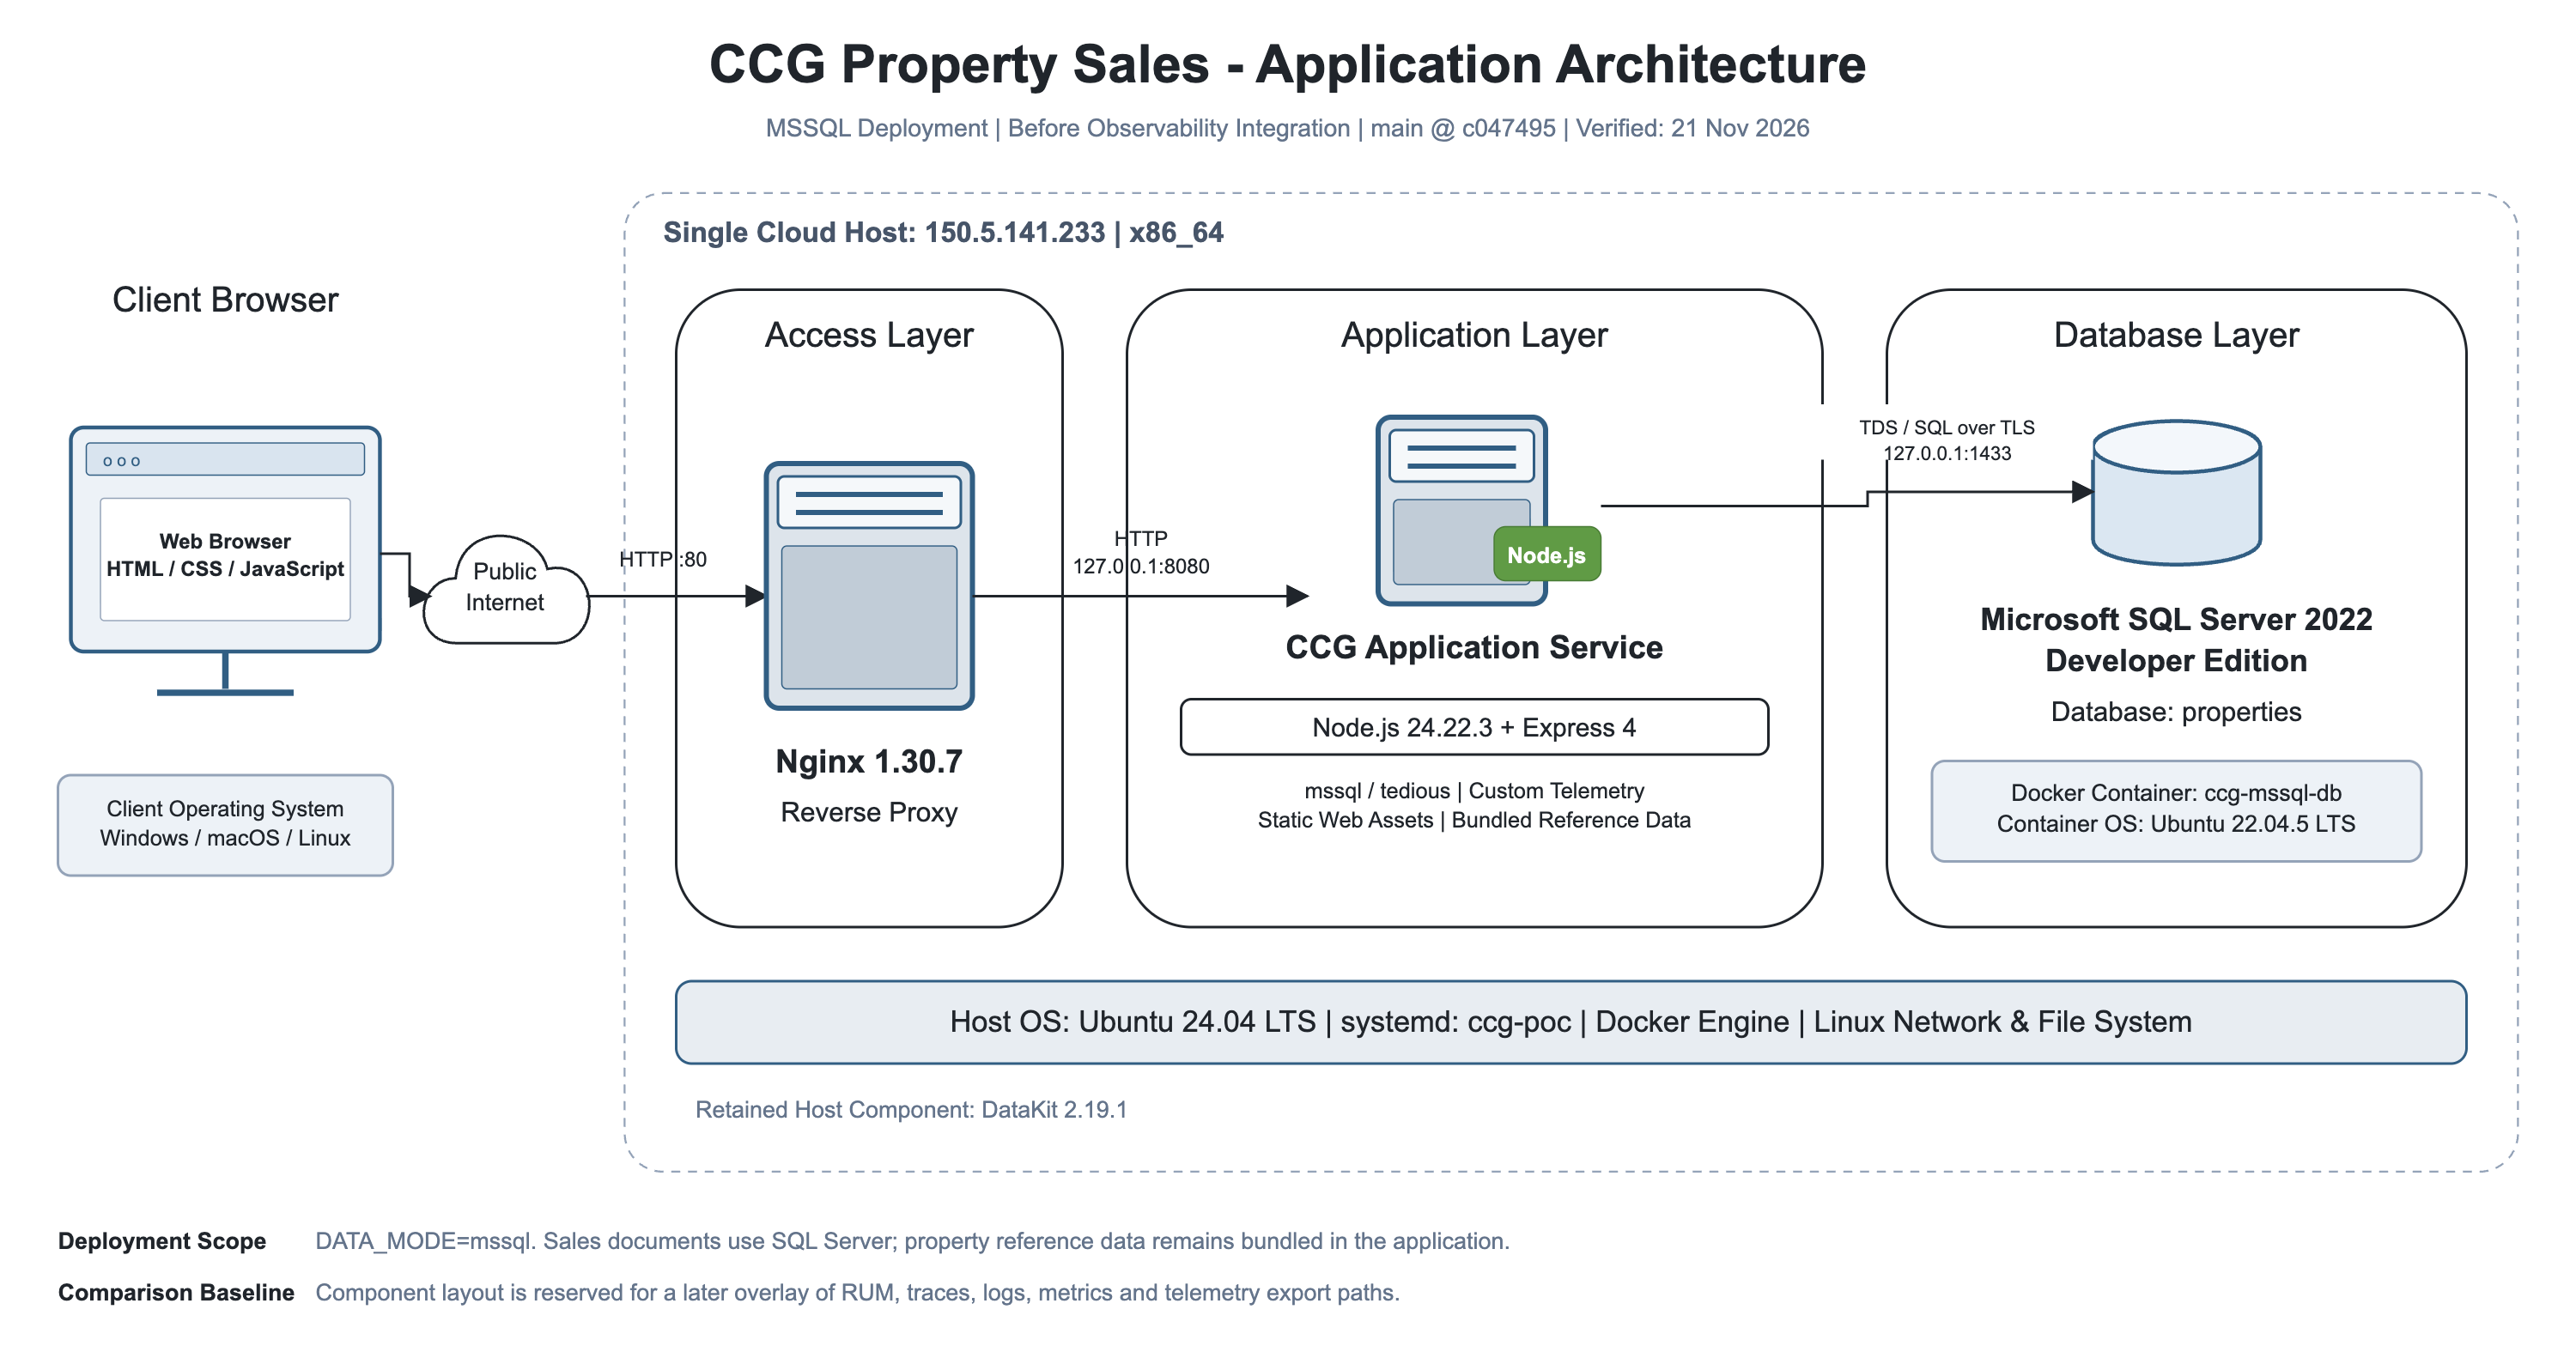 CCG Property Sales - Application Architecture
MSSQL Deployment | Before Observability Integration | main @ c047495 | Verified: 21 Nov 2026
Single Cloud Host: 150.5.141.233 | x86_64
Client Browser
o o o
Web Browser
HTML / CSS / JavaScript
Client Operating System
Windows / macOS / Linux
Public
Internet
HTTP :80
Access Layer
Nginx 1.30.7
Reverse Proxy
HTTP
127.0.0.1:8080
Application Layer
Node.js
CCG Application Service
Node.js 24.22.3 + Express 4
mssql / tedious | Custom Telemetry
Static Web Assets | Bundled Reference Data
TDS / SQL over TLS
127.0.0.1:1433
Database Layer
Microsoft SQL Server 2022
Developer Edition
Database: properties
Docker Container: ccg-mssql-db
Container OS: Ubuntu 22.04.5 LTS
Host OS: Ubuntu 24.04 LTS | systemd: ccg-poc | Docker Engine | Linux Network & File System
Retained Host Component: DataKit 2.19.1
Deployment Scope DATA_MODE=mssql. Sales documents use SQL Server; property reference data remains bundled in the application.
Comparison Baseline Component layout is reserved for a later overlay of RUM, traces, logs, metrics and telemetry export paths.